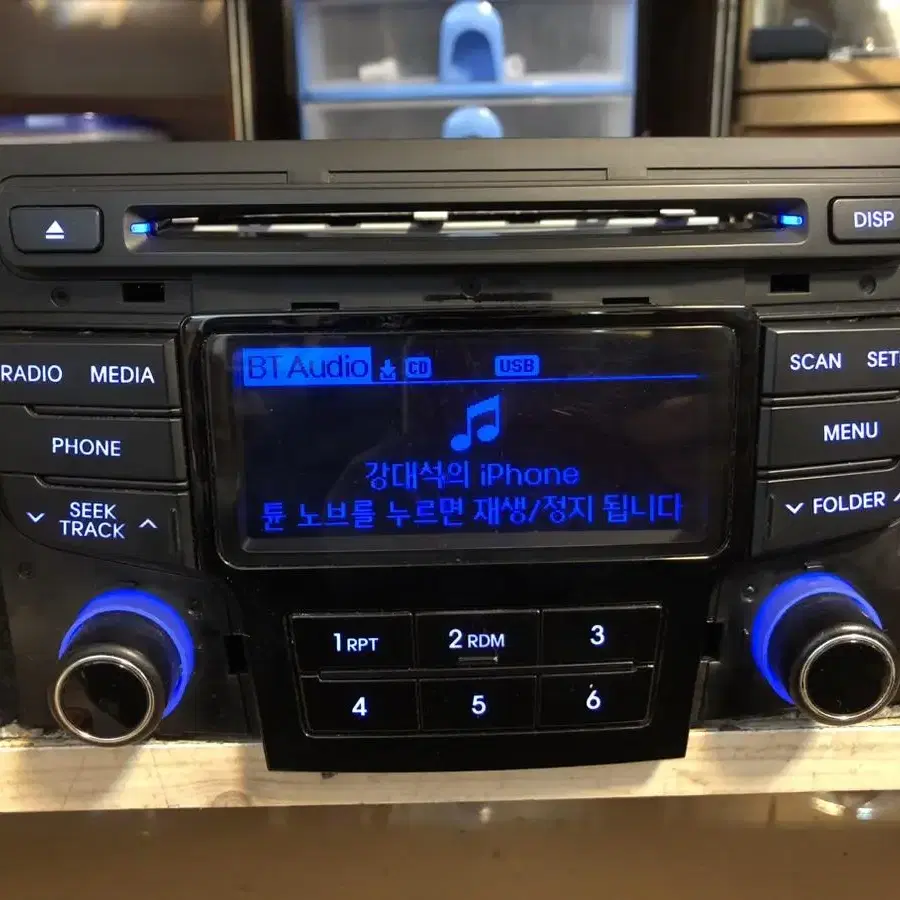 DISP
RADIO MEDIA
PHONE
SEEK
TRACK
BT Audio CD USB
강대석의 iPhone
튠 노브를 누르면 재생/정지 됩니다
SCAN SET
MENU
FOLDER
1 RPT 2 RDM 3
4 5 6